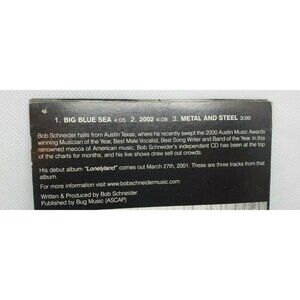 1. BIG BLUE SEA 4:05 2. 2002 4:08 3. METAL AND STEEL 3:00
Bob Schneider hails from Austin Texas, where he recently swept the 2000 Austin Music Awards
winning Musician of the Year, Best Male Vocalist, Best Song Writer and Band of the Year. In this
renowned mecca of American music, Bob Schneider's independent CD has been at the top
of the charts for months, and his live shows draw sell out crowds.
His debut album "Lonelyland" comes out March 27th, 2001. These are three tracks from that
album.
For more information visit www.bobschneidermusic.com
Written & Produced by Bob Schneider
Published by Bug Music (ASCAP)